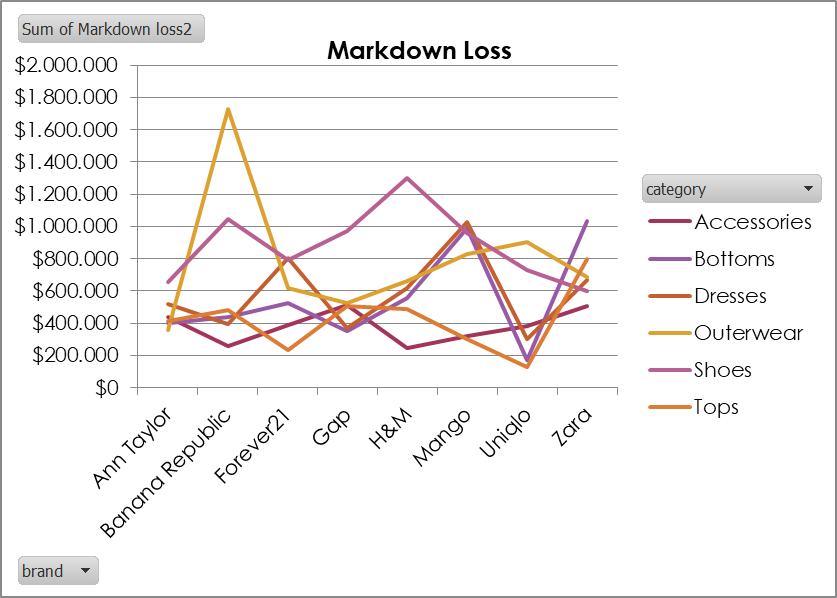 Sum of Markdown loss2
Markdown Loss
$2.000.000
$1.800.000
$1.600.000
$1.400.000
$1.200.000
$1.000.000
$800.000
$600.000
$400.000
$200.000
$0
Ann Taylor
Banana Republic
Forever21
Gap
H&M
Mango
Uniqlo
Zara
category
Accessories
Bottoms
Dresses
Outerwear
Shoes
Tops
brand